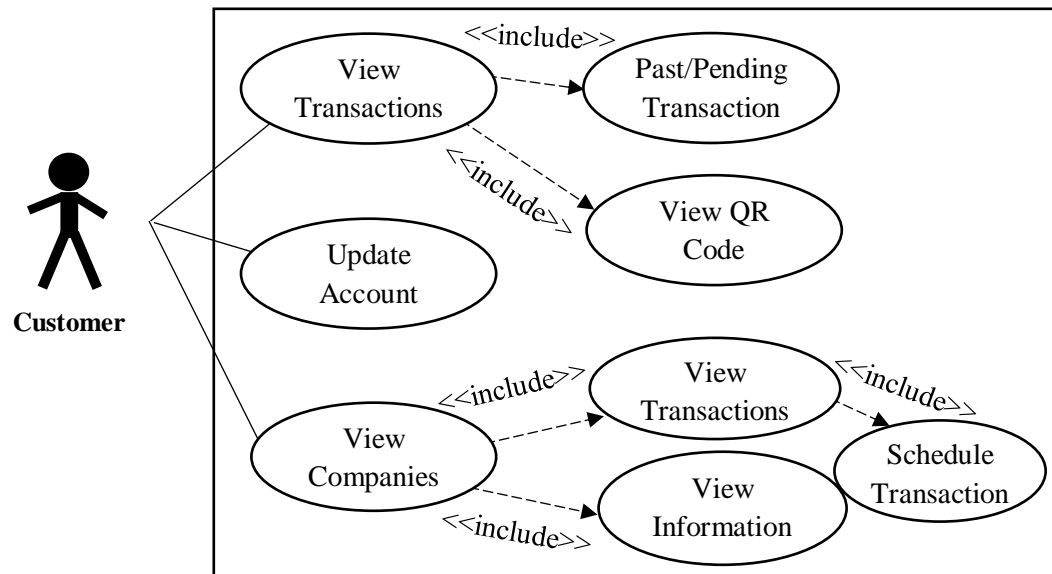 <<include>>
View
Transactions
Past/Pending
Transaction
<<include>>
View QR
Code
Update
Account
Customer
<<include>>
View
Transactions
<<include>>
View
Companies
Schedule
Transaction
View
Information
<<include>>